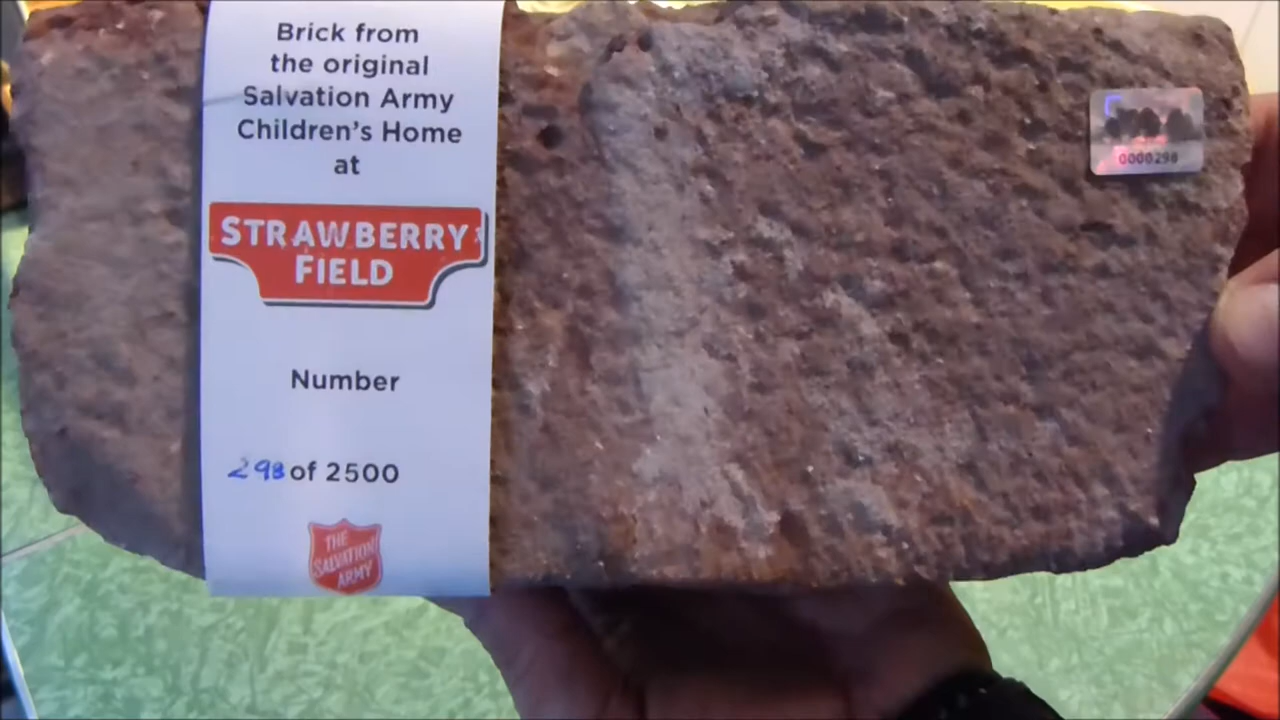 Brick from
the original
Salvation Army
Children's Home
at
STRAWBERRY
FIELD
Number
298 of 2500
THE
SALVATION
ARMY
0000298